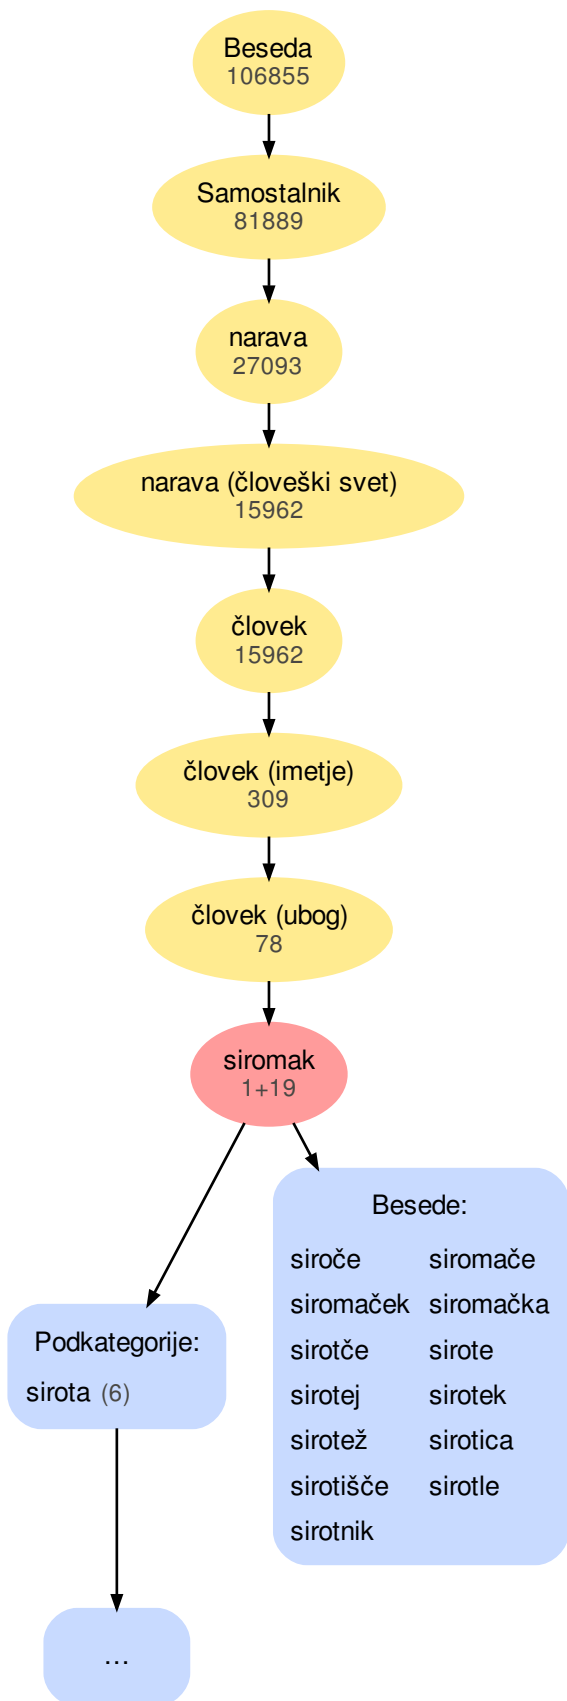 Beseda
106855
Samostalnik
81889
narava
27093
narava (človeški svet)
15962
človek
15962
človek (imetje)
309
človek (ubog)
78
siromak
1+19
Besede:
siroče siromače
siromaček siromačka
sirotče sirote
sirotej sirotek
sirotež sirotica
sirotišče sirotle
sirotnik
Podkategorije:
sirota (6)
…